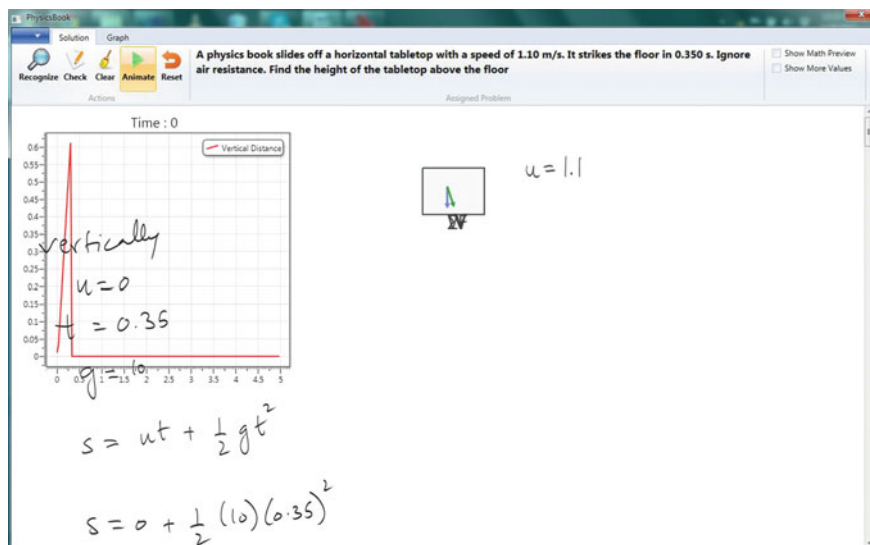 PhysicsBook
Solution Graph
Recognize Check Clear Animate Reset
Actions
A physics book slides off a horizontal tabletop with a speed of 1.10 m/s. It strikes the floor in 0.350 s. Ignore
air resistance. Find the height of the tabletop above the floor
Assigned Problem
Show Math Preview
Show More Values
Time : 0
Vertical Distance
0.6
0.55
0.5
0.45
0.4
0.35
0.3
0.25
0.2
0.15
0.1
0.05
0
0 0.5 1 1.5 2 2.5 3 3.5 4 4.5 5
vertically
u = 0
t = 0.35
g = 10
s = ut + 1/2 gt²
s = 0 + 1/2 (10)(0.35)²
u = 1.1